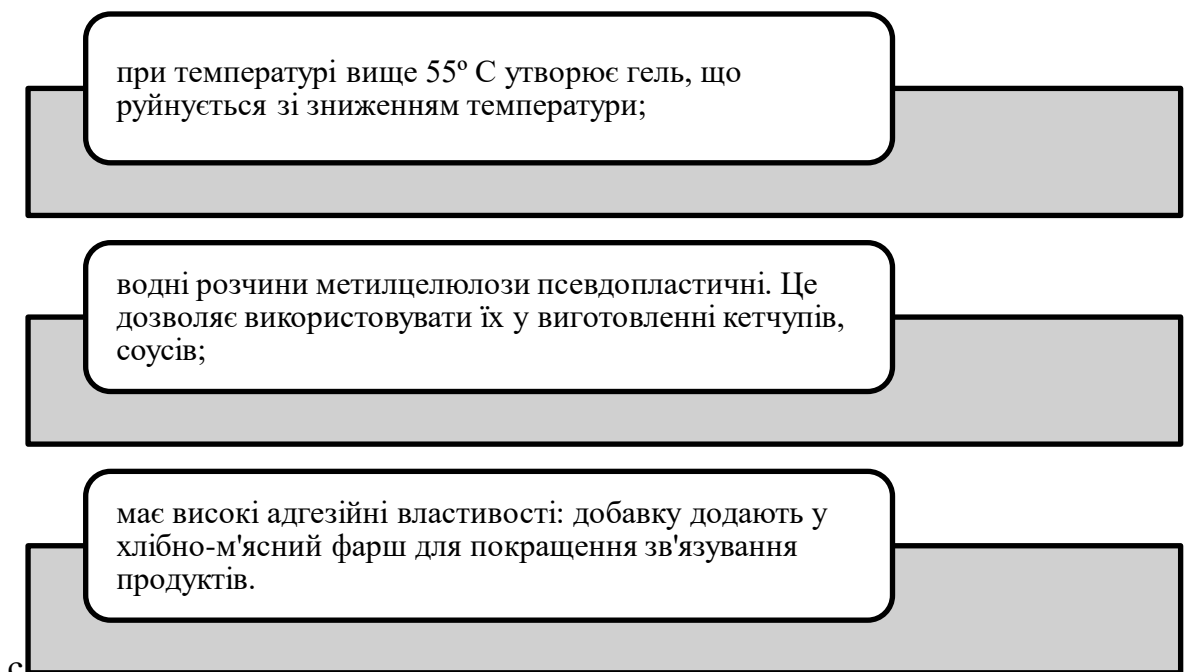 при температурі вище 55º С утворює гель, що
руйнується зі зниженням температури;
водні розчини метилцелюлози псевдопластичні. Це
дозволяє використовувати їх у виготовленні кетчупів,
соусів;
має високі адгезійні властивості: добавку додають у
хлібно-м'ясний фарш для покращення зв'язування
продуктів.
с